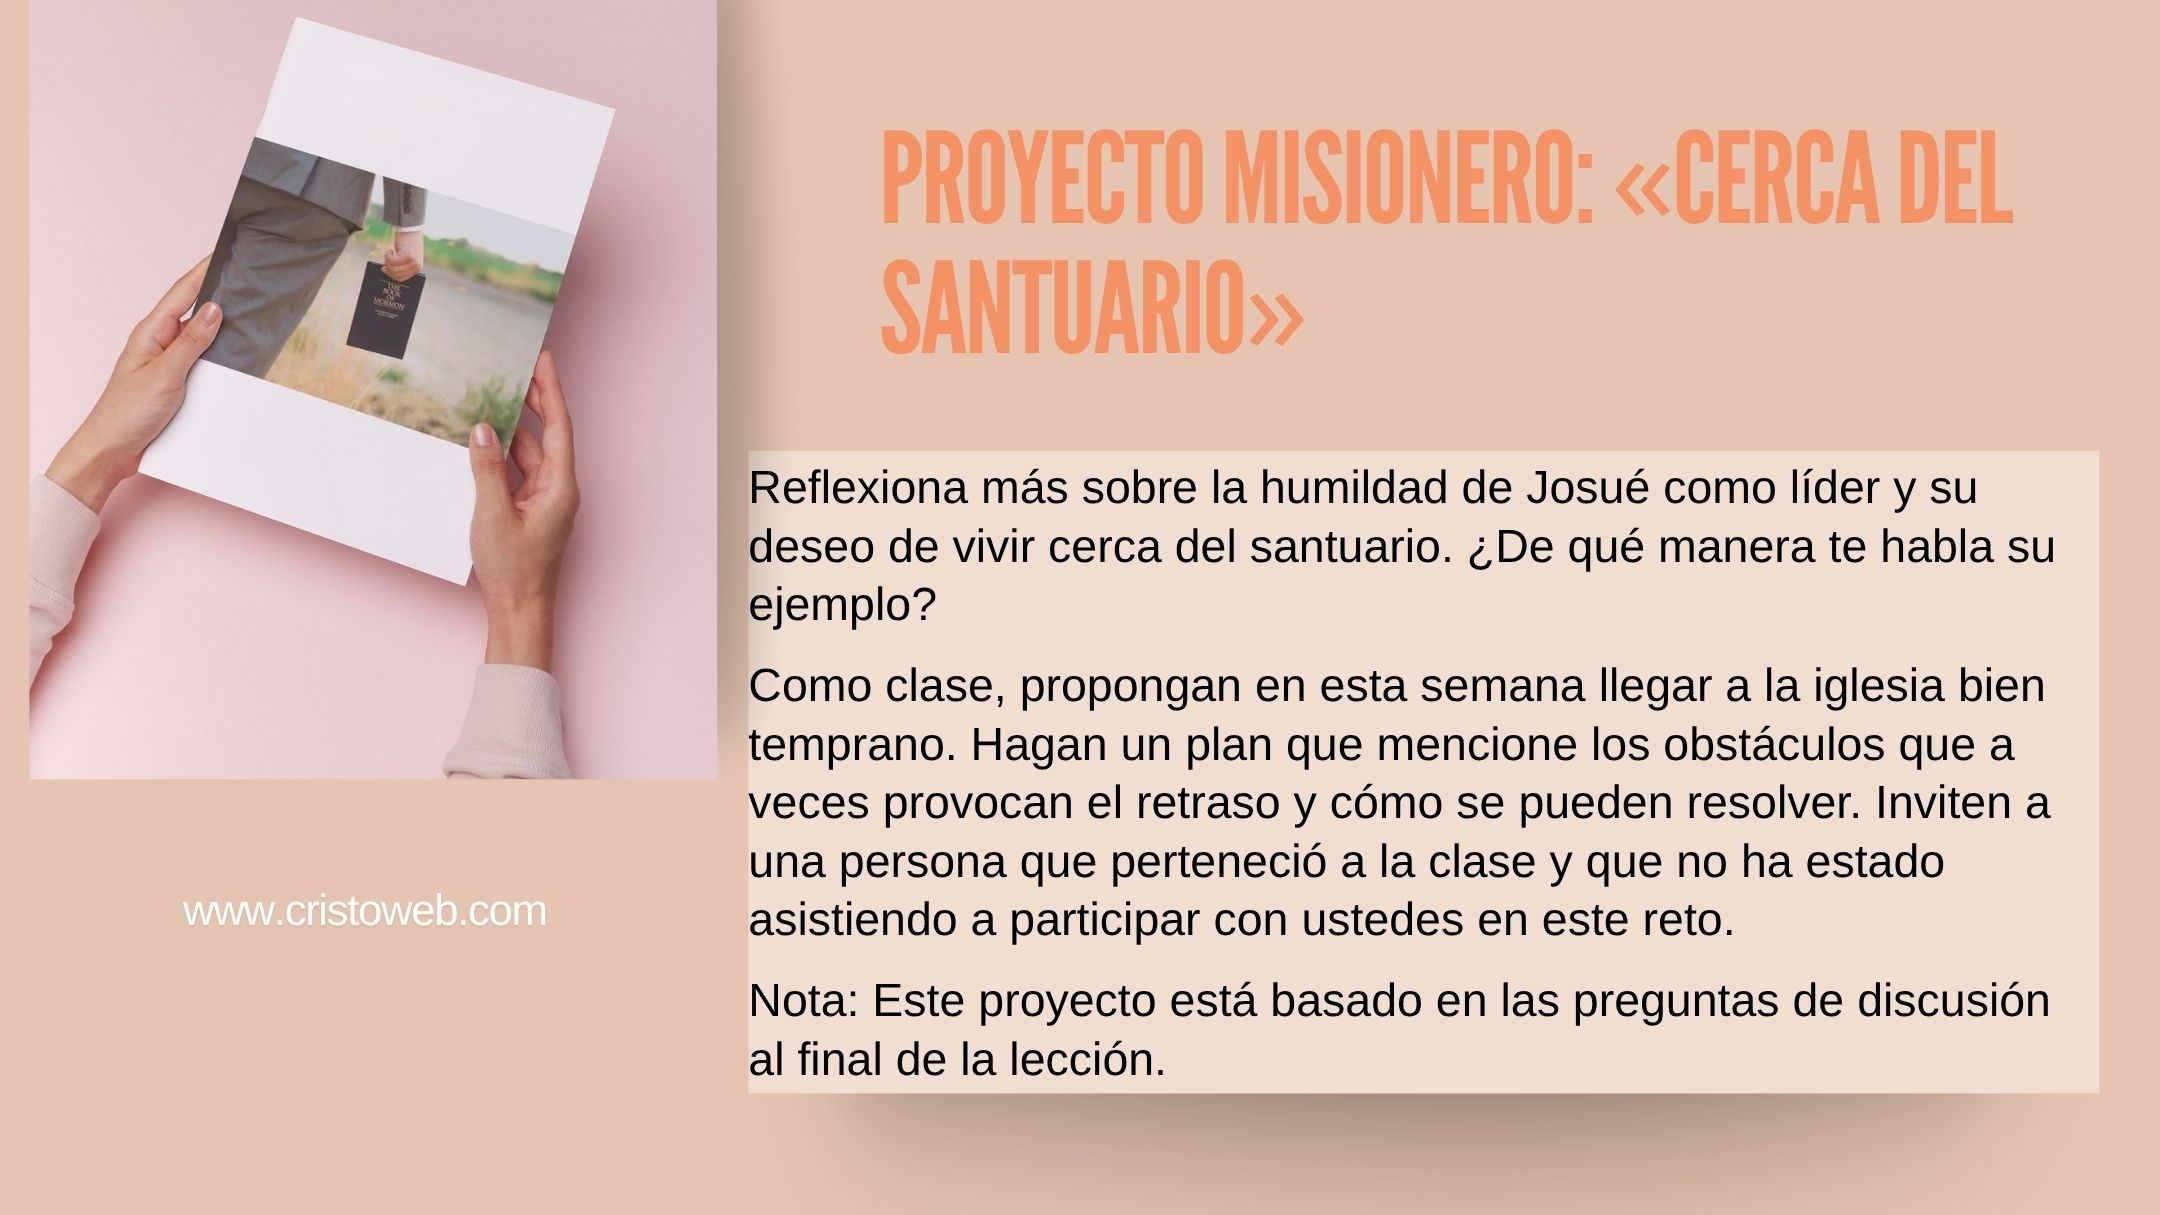 PROYECTO MISIONERO: «CERCA DEL
SANTUARIO»
THE
BOOK
OF
MORMON
Reflexiona más sobre la humildad de Josué como líder y su
deseo de vivir cerca del santuario. ¿De qué manera te habla su
ejemplo?
Como clase, propongan en esta semana llegar a la iglesia bien
temprano. Hagan un plan que mencione los obstáculos que a
veces provocan el retraso y cómo se pueden resolver. Inviten a
una persona que perteneció a la clase y que no ha estado
asistiendo a participar con ustedes en este reto.
Nota: Este proyecto está basado en las preguntas de discusión
al final de la lección.
www.cristoweb.com